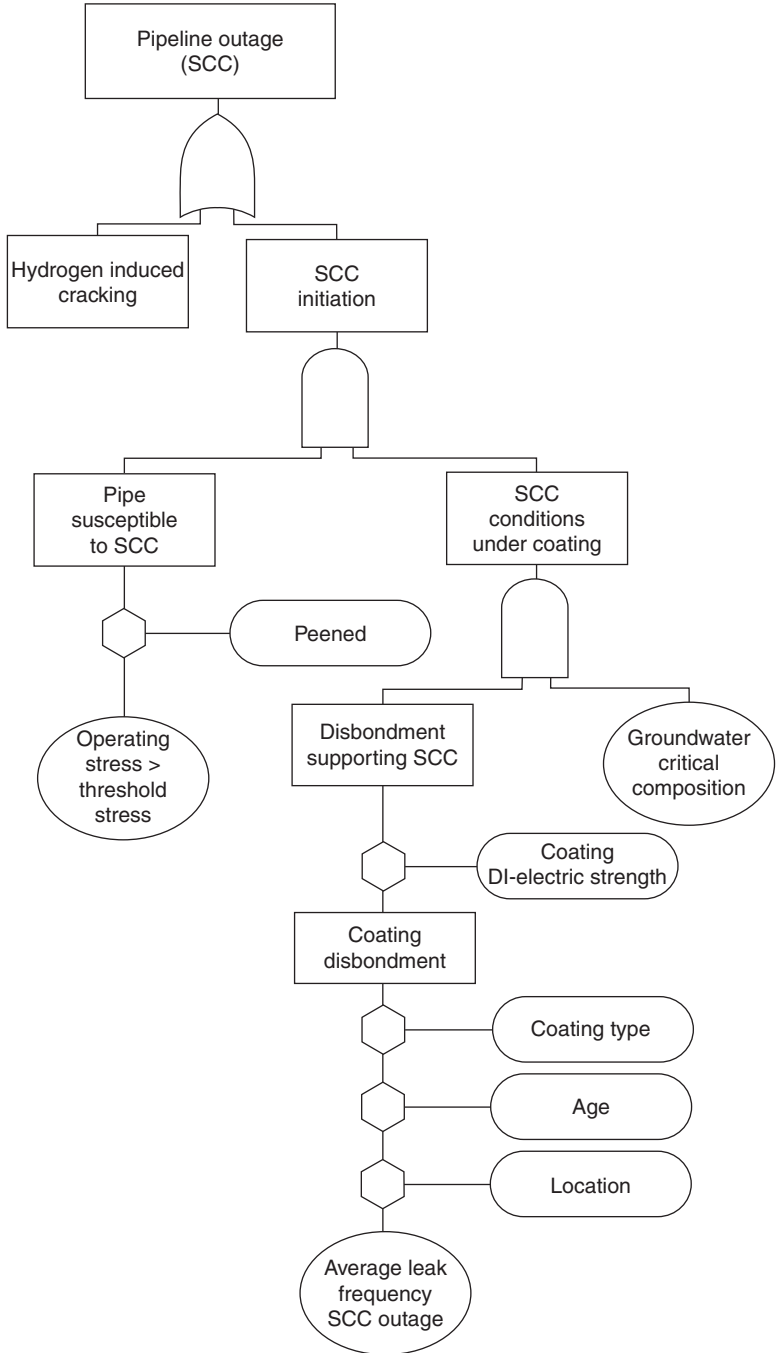 Pipeline outage
(SCC)
Hydrogen induced
cracking
SCC
initiation
Pipe
susceptible
to SCC
SCC
conditions
under coating
Peened
Operating
stress >
threshold
stress
Disbondment
supporting SCC
Groundwater
critical
composition
Coating
DI-electric strength
Coating
disbondment
Coating type
Age
Location
Average leak
frequency
SCC outage